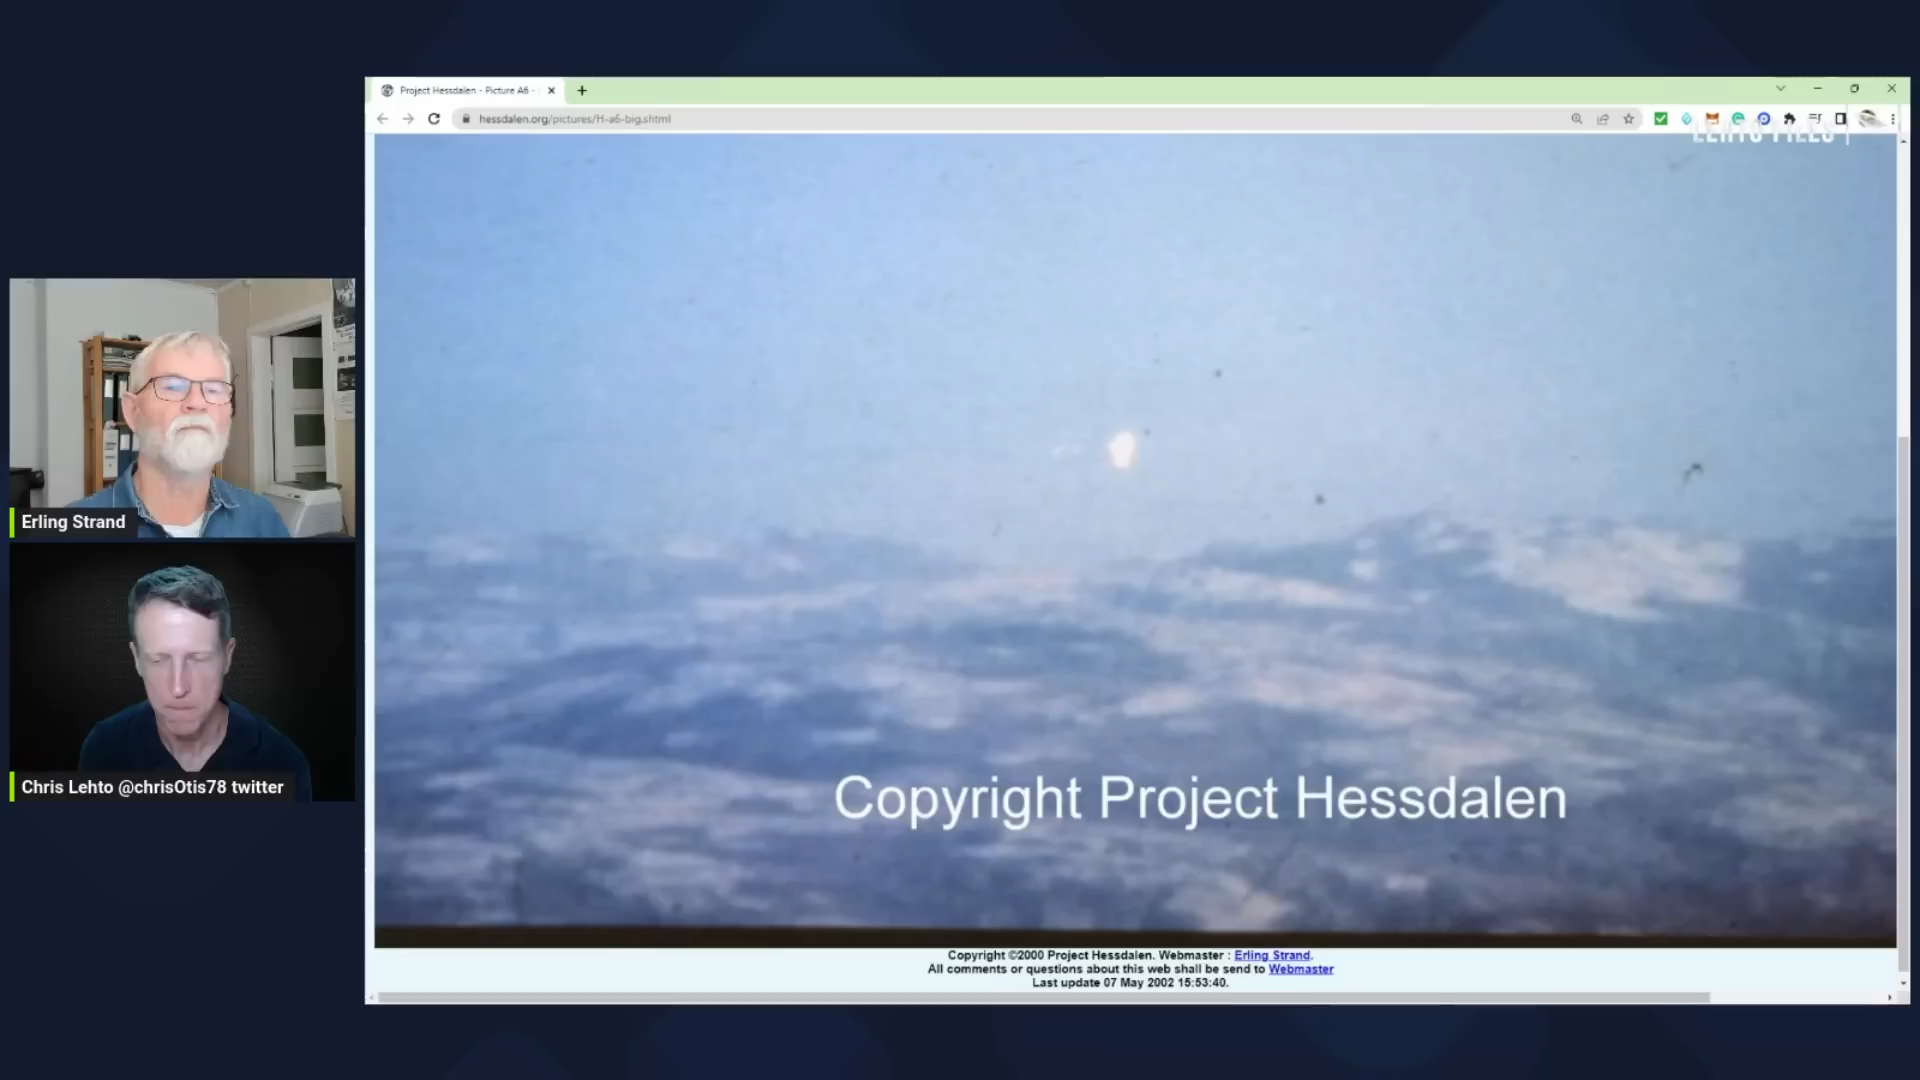 Project Hessdalen - Picture A6 -
hessdalen.org/pictures/H-a6-big.shtml
LEHTO FILES
Erling Strand
Chris Lehto @chrisOtis78 twitter
Copyright Project Hessdalen
Copyright ©2000 Project Hessdalen. Webmaster : Erling Strand.
All comments or questions about this web shall be send to Webmaster
Last update 07 May 2002 15:53:40.